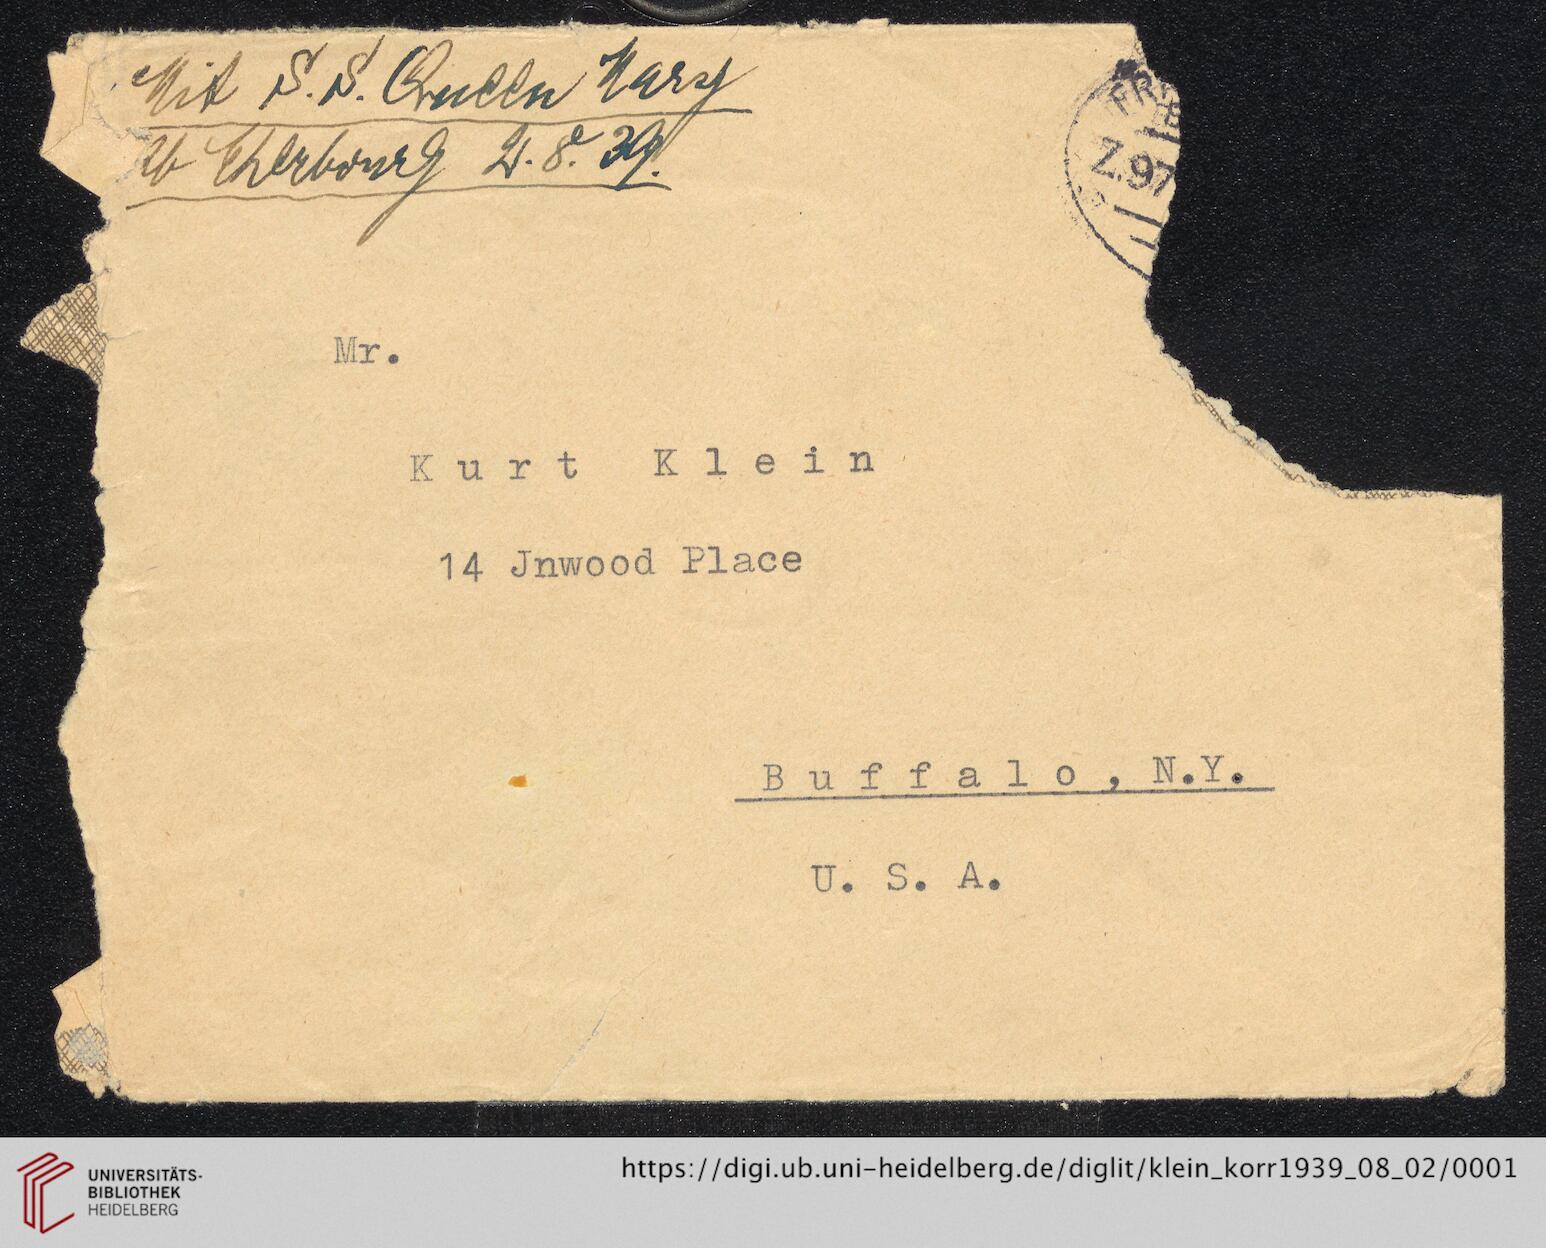 Mit S.S. Queen Mary
ab Cherbourg 2.8.39.
Z.97
Mr.
Kurt Klein
14 Jnwood Place
Buffalo, N.Y.
U. S. A.
UNIVERSITÄTS-
BIBLIOTHEK
HEIDELBERG
https://digi.ub.uni-heidelberg.de/diglit/klein_korr1939_08_02/0001